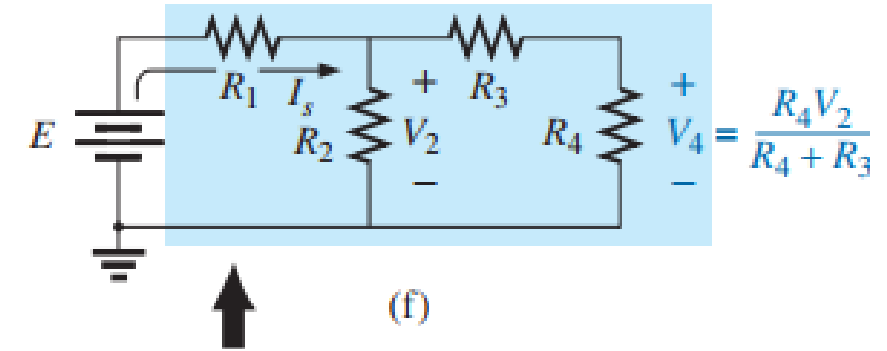 R₁ Iₛ
+ R₃ +
E R₂ V₂ R₄ V₄ = R₄V₂ / R₄ + R₃
− −
(f)